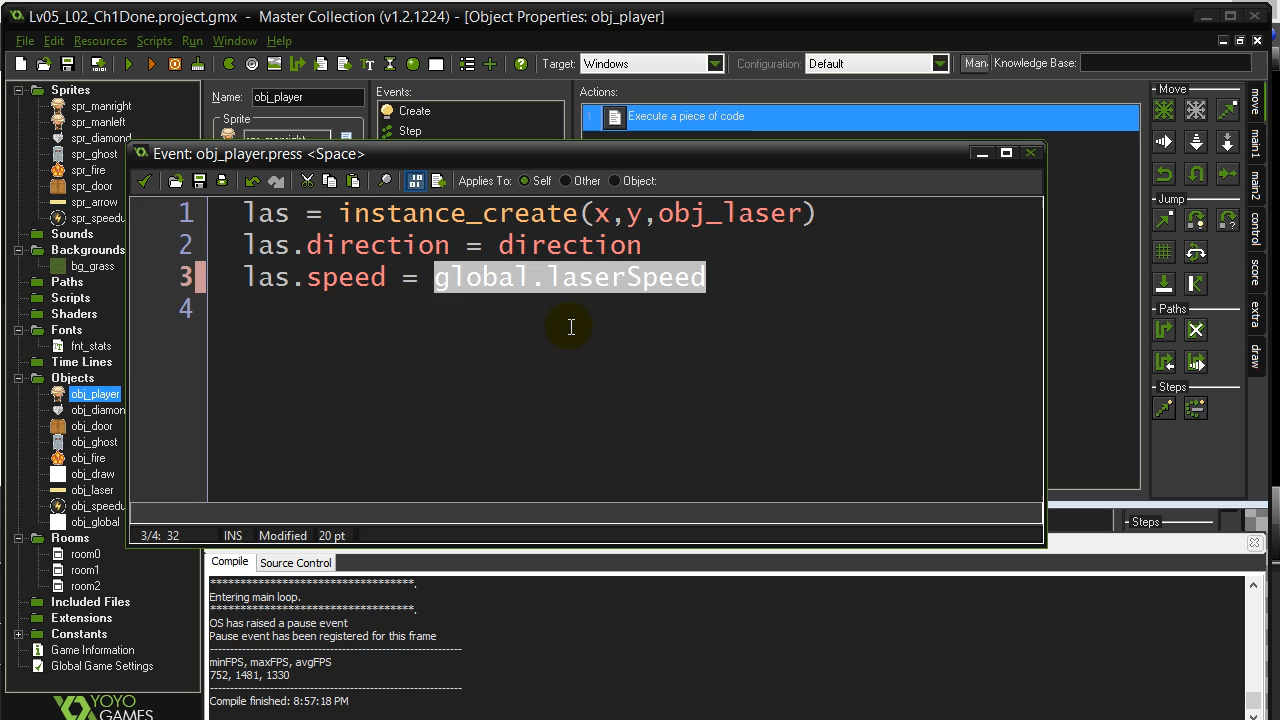 Lv05_L02_Ch1Done.project.gmx - Master Collection (v1.2.1224) - [Object Properties: obj_player]
File Edit Resources Scripts Run Window Help
Target: Windows Configuration: Default Man Knowledge Base:
Sprites
spr_manright
spr_manleft
spr_diamond
spr_ghost
spr_fire
spr_door
spr_arrow
spr_speedu
Sounds
Backgrounds
bg_grass
Paths
Scripts
Shaders
Fonts
fnt_stats
Time Lines
Objects
obj_player
obj_diamon
obj_door
obj_ghost
obj_fire
obj_draw
obj_laser
obj_speedu
obj_global
Rooms
room0
room1
room2
Included Files
Extensions
Constants
Game Information
Global Game Settings
YOYO
GAMES
Name: obj_player
Sprite
Events:
Create
Step
Actions:
1 Execute a piece of code
Event: obj_player.press <Space>
Applies To: Self Other Object:
1 las = instance_create(x,y,obj_laser)
2 las.direction = direction
3 las.speed = global.laserSpeed
4
3/4: 32 INS Modified 20 pt
Move
Jump
Paths
Steps
move
main1
main2
control
score
extra
draw
Steps
Compile Source Control
***************************************.
Entering main loop.
***************************************.
OS has raised a pause event
Pause event has been registered for this frame
minFPS, maxFPS, avgFPS
752, 1481, 1330
Compile finished: 8:57:18 PM